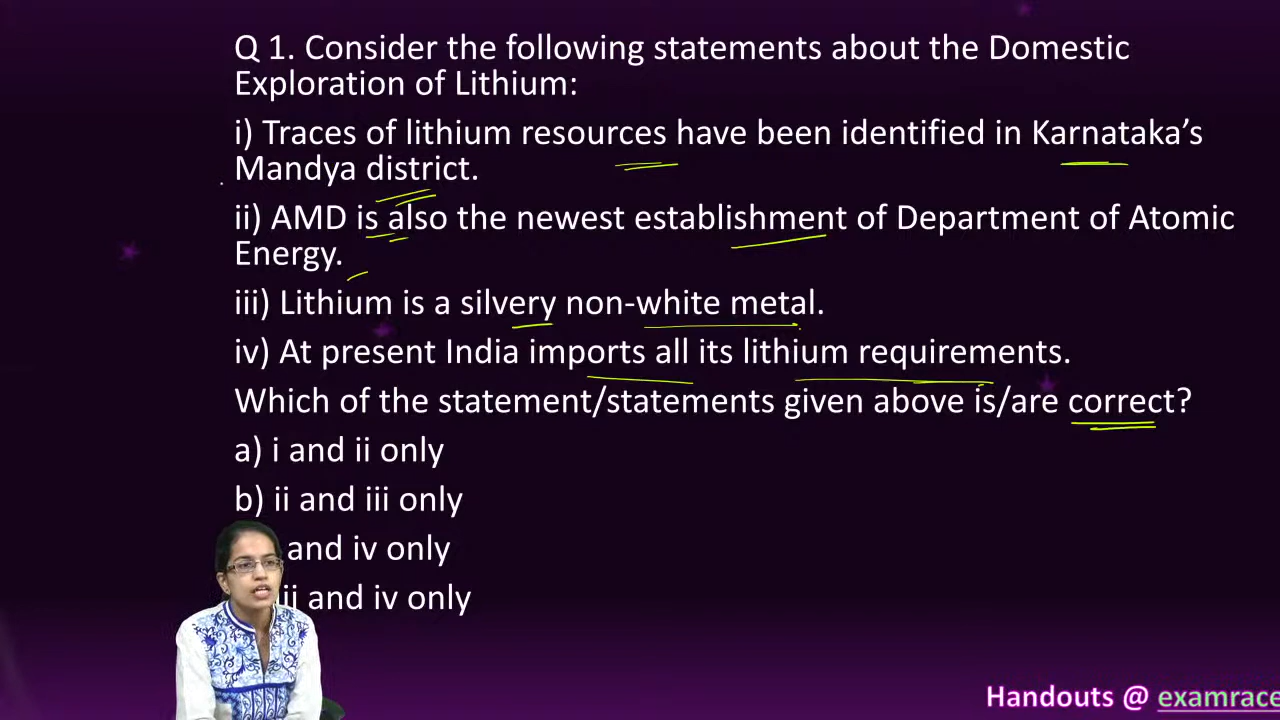 Q 1. Consider the following statements about the Domestic
Exploration of Lithium:
i) Traces of lithium resources have been identified in Karnataka’s
Mandya district.
ii) AMD is also the newest establishment of Department of Atomic
Energy.
iii) Lithium is a silvery non-white metal.
iv) At present India imports all its lithium requirements.
Which of the statement/statements given above is/are correct?
a) i and ii only
b) ii and iii only
and iv only
and iv only
Handouts @ examrace